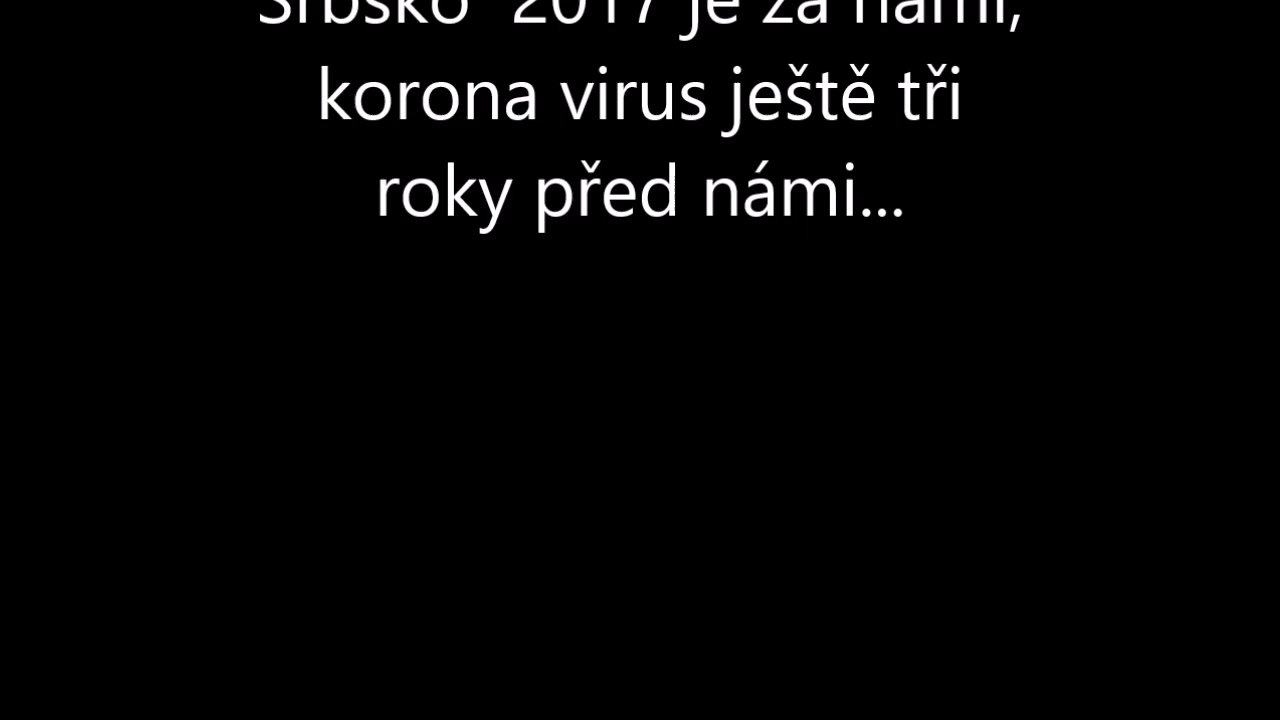 Srbsko 2017 je za námi,
korona virus ještě tři
roky před námi...